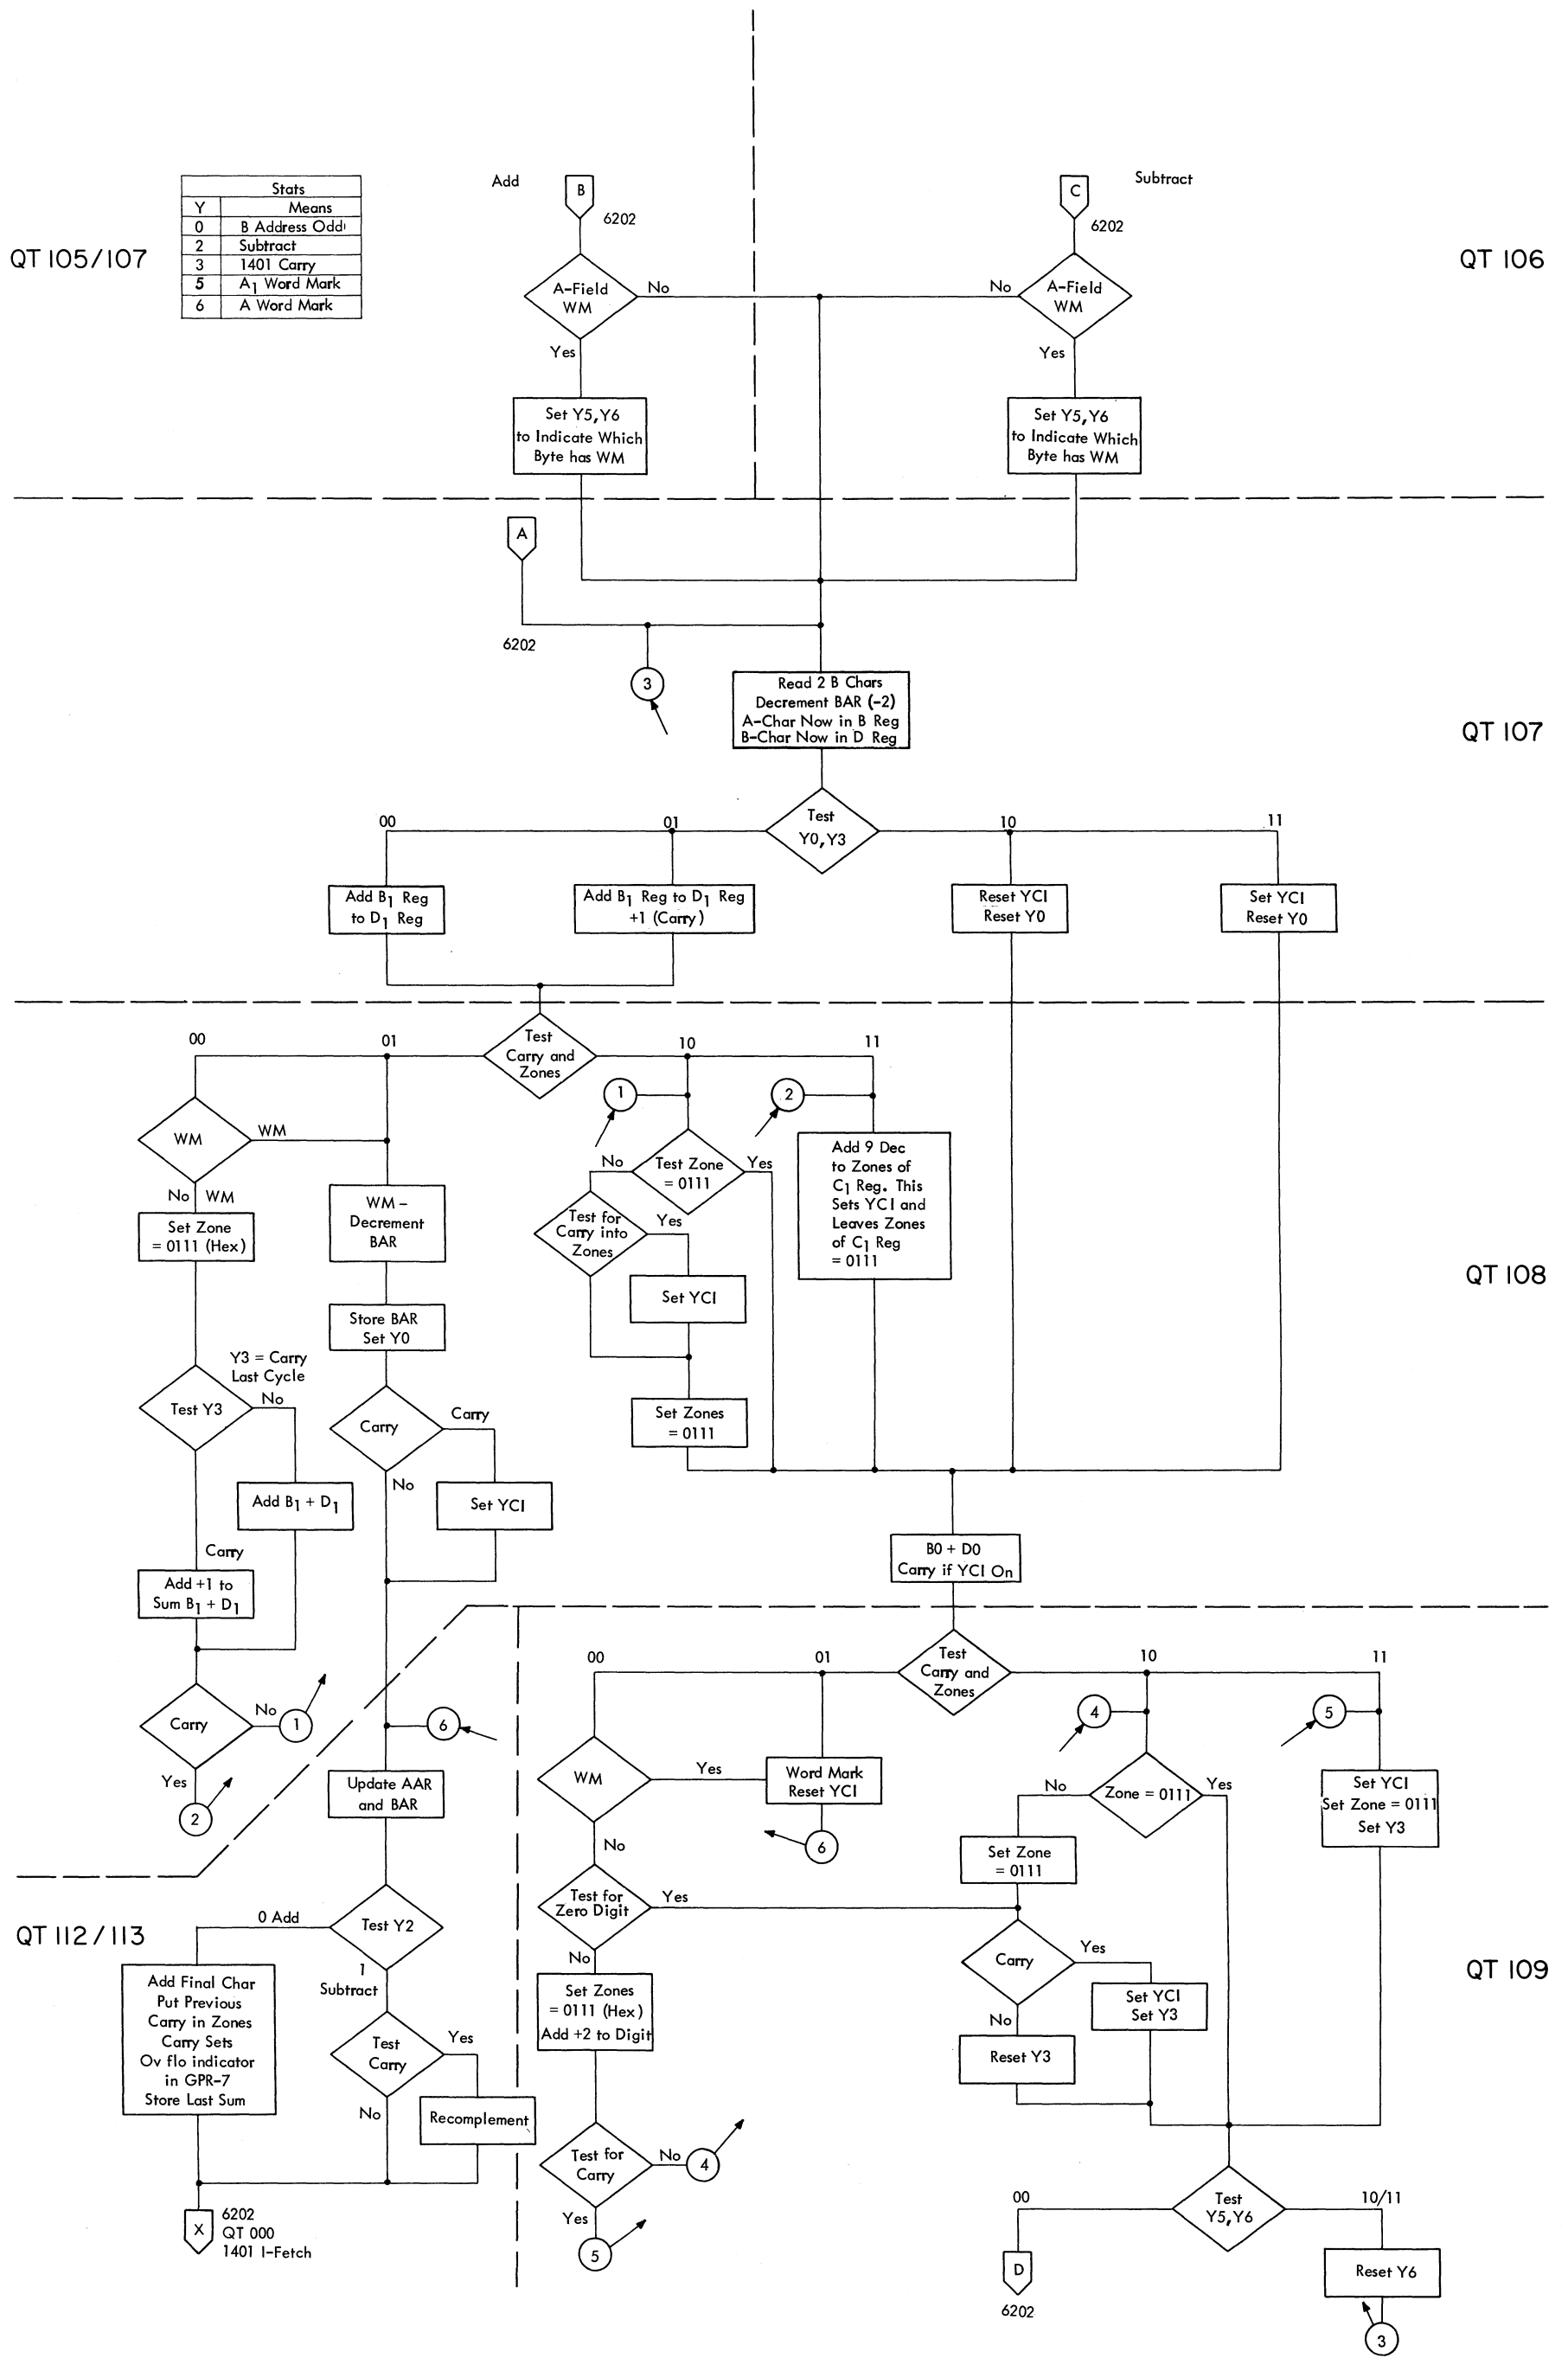 Stats
Y Means
0 B Address Odd
2 Subtract
3 1401 Carry
5 A1 Word Mark
6 A Word Mark
QT 105/107
Add
B
6202
A-Field
WM
No
Yes
Set Y5,Y6
to Indicate Which
Byte has WM
Subtract
C
6202
QT 106
No
A-Field
WM
Yes
Set Y5,Y6
to Indicate Which
Byte has WM
A
6202
3
Read 2 B Chars
Decrement BAR (-2)
A-Char Now in B Reg
B-Char Now in D Reg
QT 107
Test
Y0,Y3
00
01
10
11
Add B1 Reg
to D1 Reg
Add B1 Reg to D1 Reg
+1 (Carry)
Reset YCI
Reset Y0
Set YCI
Reset Y0
Test
Carry and
Zones
00
01
10
11
WM
WM
No WM
Set Zone
= 0111 (Hex)
Y3 = Carry
Last Cycle
Test Y3
No
Add B1 + D1
Carry
Add +1 to
Sum B1 + D1
Carry
No
1
Yes
2
WM -
Decrement
BAR
Store BAR
Set Y0
Carry
Carry
No
Set YCI
1
Test Zone
= 0111
No
Yes
Test for
Carry into
Zones
Yes
Set YCI
Set Zones
= 0111
2
Add 9 Dec
to Zones of
C1 Reg. This
Sets YCI and
Leaves Zones
of C1 Reg
= 0111
QT 108
B0 + D0
Carry if YCI On
6
Update AAR
and BAR
QT 112/113
Test Y2
0 Add
1
Subtract
Add Final Char
Put Previous
Carry in Zones
Carry Sets
Ov flo indicator
in GPR-7
Store Last Sum
Test
Carry
Yes
No
Recomplement
X
6202
QT 000
1401 I-Fetch
Test
Carry and
Zones
00
01
10
11
WM
Yes
No
Word Mark
Reset YCI
6
Test for
Zero Digit
Yes
No
Set Zones
= 0111 (Hex)
Add +2 to Digit
Test for
Carry
No
4
Yes
5
4
Zone = 0111
No
Yes
Set Zone
= 0111
Carry
Yes
No
Set YCI
Set Y3
Reset Y3
5
Set YCI
Set Zone = 0111
Set Y3
QT 109
Test
Y5,Y6
00
10/11
D
6202
Reset Y6
3